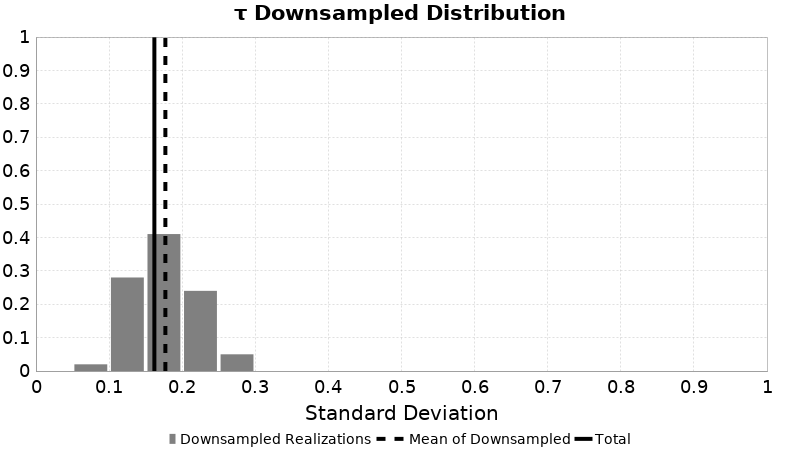 τ Downsampled Distribution
1
0.9
0.8
0.7
0.6
0.5
0.4
0.3
0.2
0.1
0
0 0.1 0.2 0.3 0.4 0.5 0.6 0.7 0.8 0.9 1
Standard Deviation
Downsampled Realizations Mean of Downsampled Total